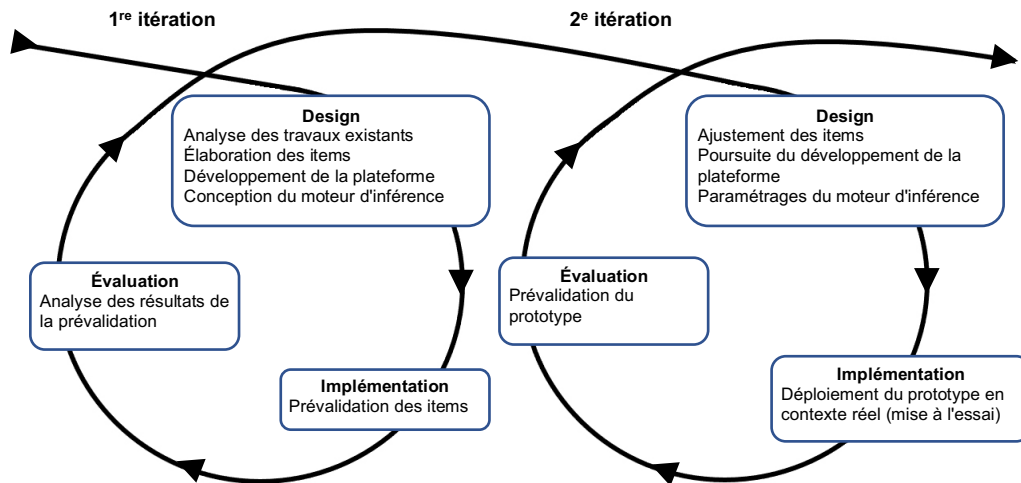 1re itération
Design
Analyse des travaux existants
Élaboration des items
Développement de la plateforme
Conception du moteur d'inférence
Implémentation
Prévalidation des items
Évaluation
Analyse des résultats de
la prévalidation
2e itération
Design
Ajustement des items
Poursuite du développement de la
plateforme
Paramétrages du moteur d'inférence
Implémentation
Déploiement du prototype en
contexte réel (mise à l'essai)
Évaluation
Prévalidation du
prototype